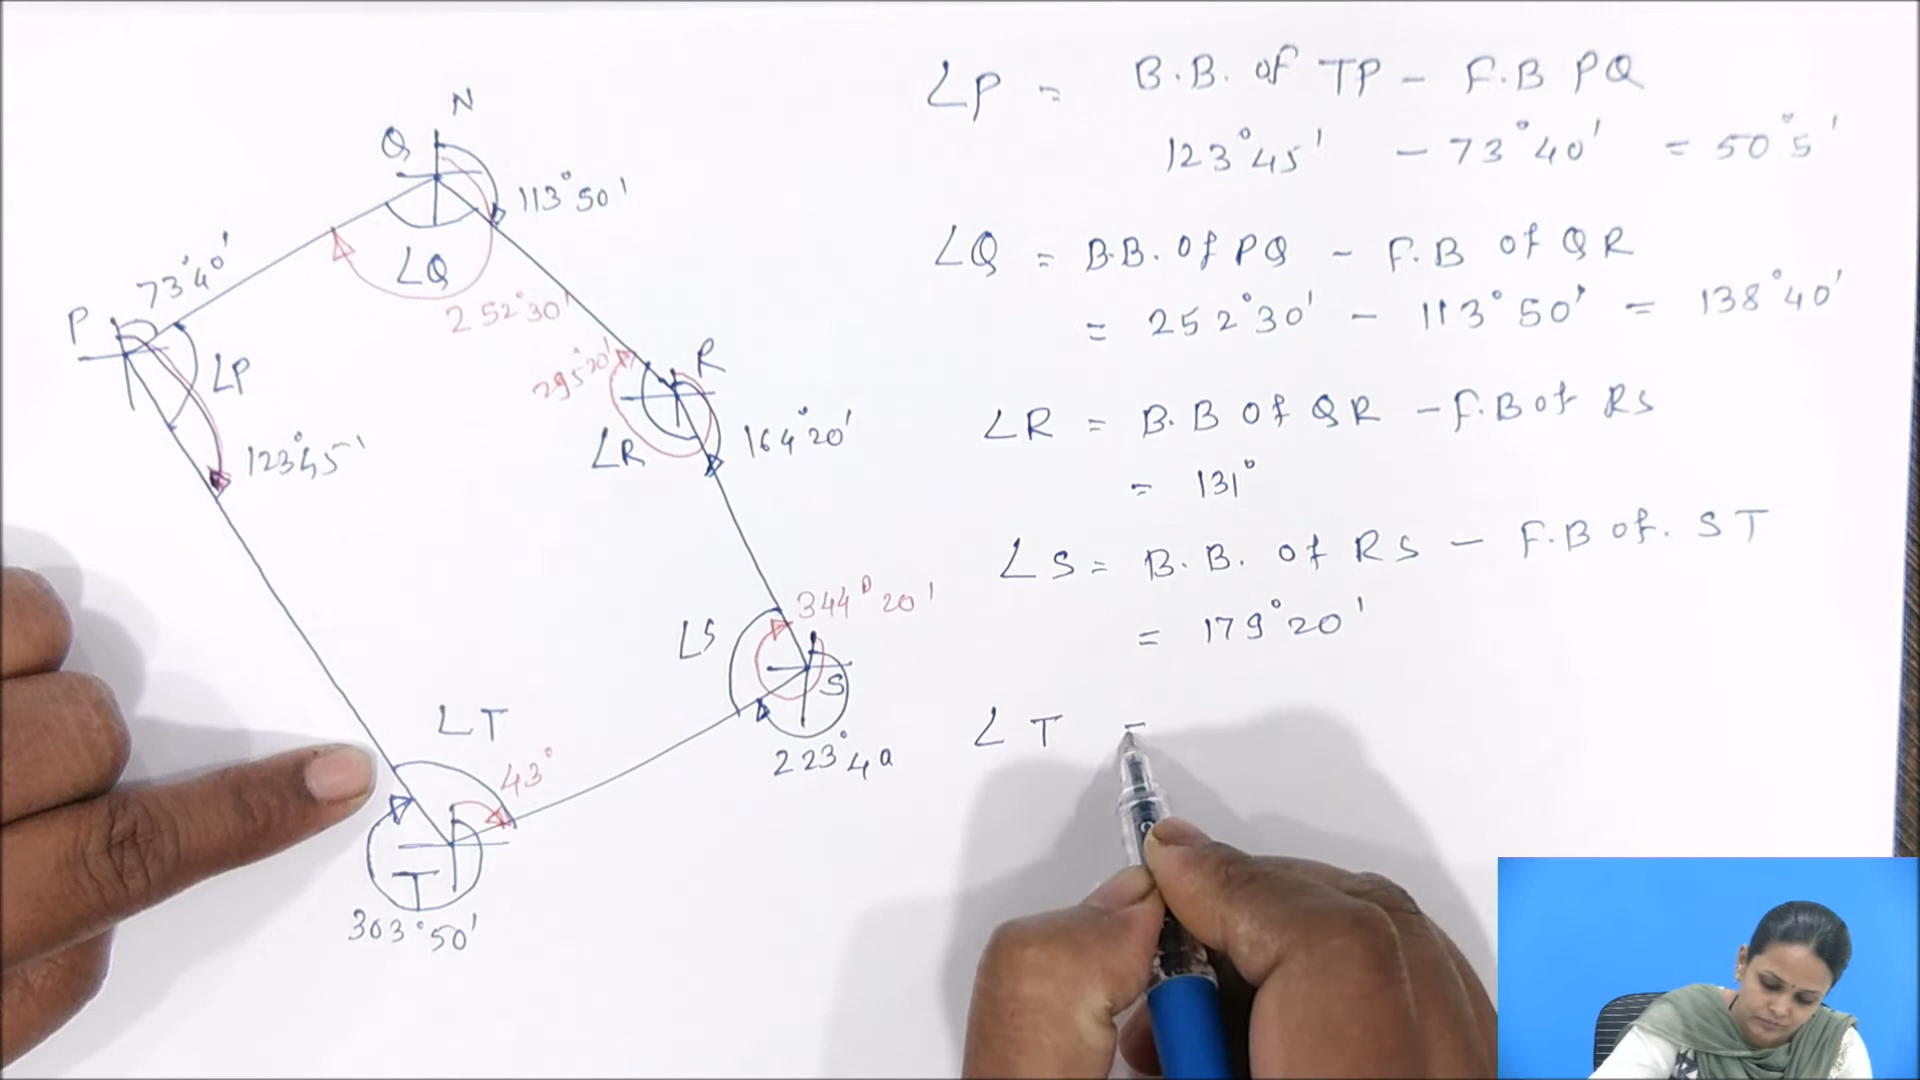 N
Q
113°50'
73°40'
∠Q
252°30'
P
∠P
295°20'
R
123°45'
∠R
164°20'
344°20'
∠S
S
223°40
∠T
43°
T
303°50'
∠P = B.B. of TP - F.B PQ
123°45' - 73°40' = 50°5'
∠Q = B.B. of PQ - F.B of QR
= 252°30' - 113°50' = 138°40'
∠R = B.B of QR - F.B of RS
= 131°
∠S = B.B. of RS - F.B of. ST
= 179°20'
∠T =